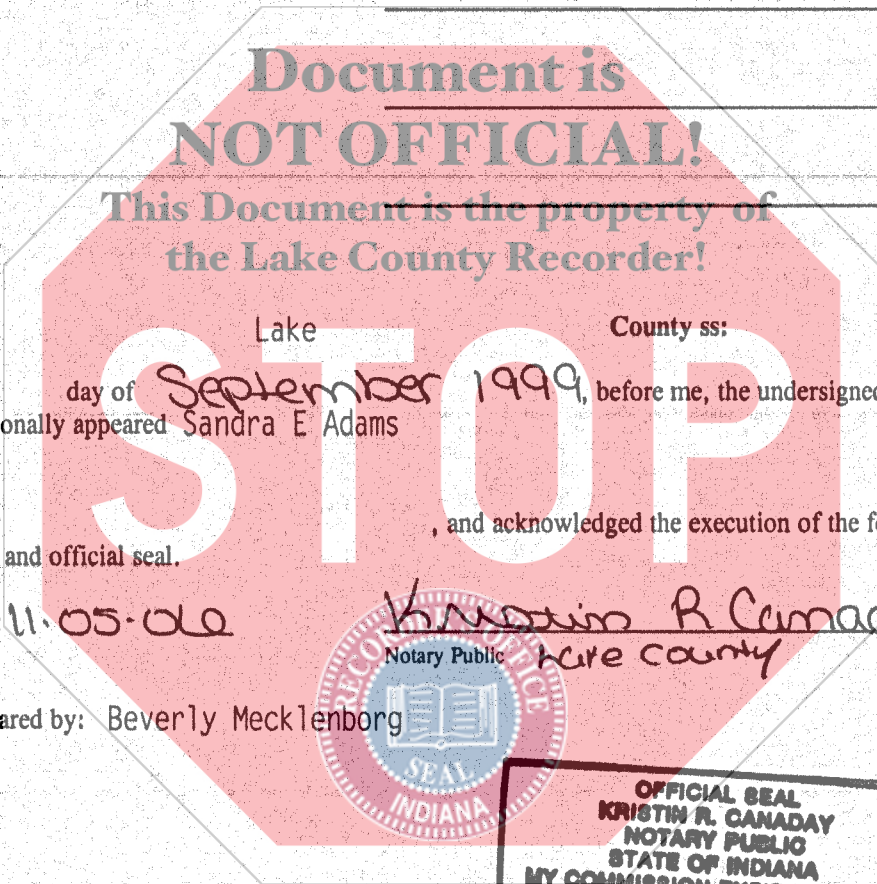 Document is
NOT OFFICIAL!
This Document is the property of
the Lake County Recorder!
STOP
Lake County ss:
day of September 1999, before me, the undersigned
onally appeared Sandra E Adams
, and acknowledged the execution of the fo
and official seal.
11.05.06 Kristin R Canad
Notary Public Lake County
ared by: Beverly Mecklenborg
RECORDER'S OFFICE
SEAL
INDIANA
OFFICIAL SEAL
KRISTIN R. CANADAY
NOTARY PUBLIC
STATE OF INDIANA
MY COMMISSION